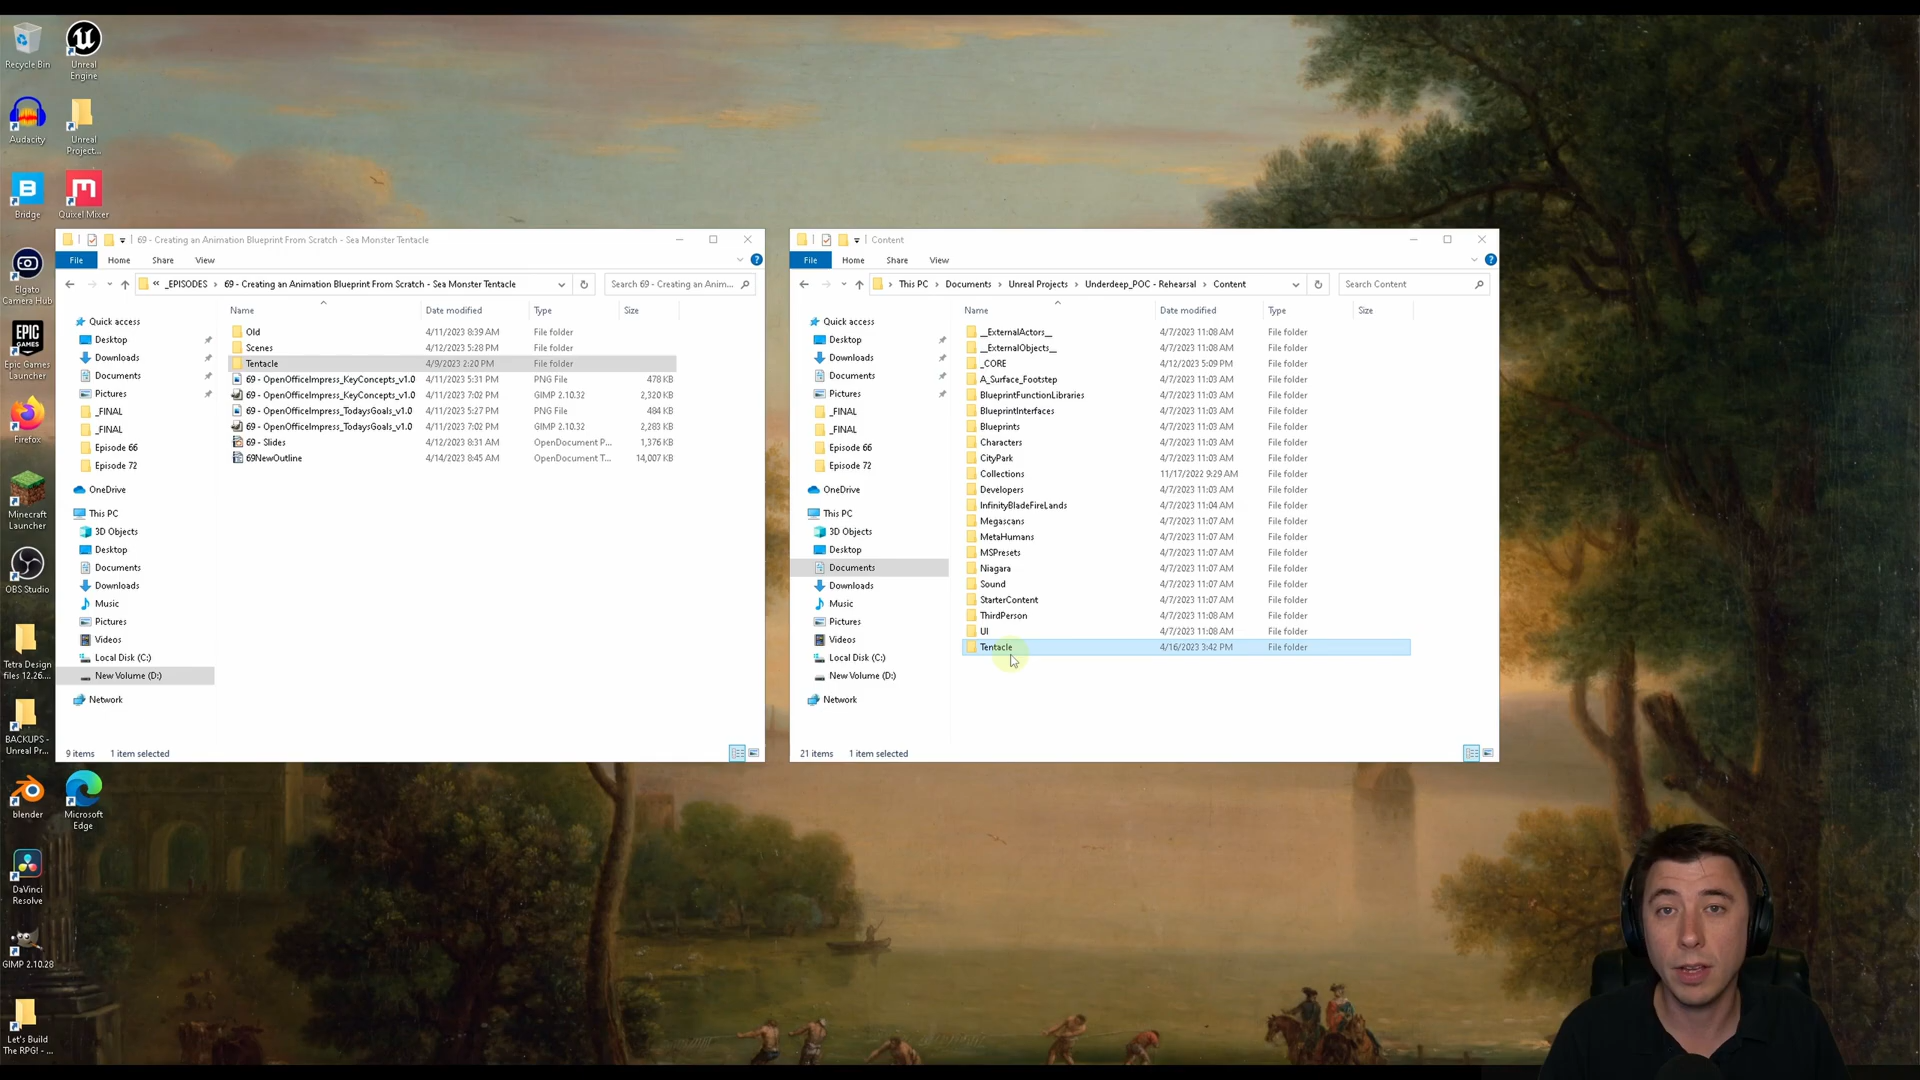 Recycle Bin
Unreal
Engine
Audacity
Unreal
Project...
Bridge
Quixel Mixer
Elgato
Camera Hub
EPIC
GAMES
Epic Games
Launcher
Firefox
Minecraft
Launcher
OBS Studio
Tetra Design
files 12.26....
BACKUPS -
Unreal Pr...
blender
Microsoft
Edge
DaVinci
Resolve
GIMP 2.10.28
Let's Build
The RPG! - ...
69 - Creating an Animation Blueprint From Scratch - Sea Monster Tentacle
File Home Share View
« _EPISODES › 69 - Creating an Animation Blueprint From Scratch - Sea Monster Tentacle
Search 69 - Creating an Anim...
Name Date modified Type Size
Quick access
Desktop
Downloads
Documents
Pictures
_FINAL
_FINAL
Episode 66
Episode 72
OneDrive
This PC
3D Objects
Desktop
Documents
Downloads
Music
Pictures
Videos
Local Disk (C:)
New Volume (D:)
Network
Old 4/11/2023 8:39 AM File folder
Scenes 4/12/2023 5:28 PM File folder
Tentacle 4/9/2023 2:20 PM File folder
69 - OpenOfficeImpress_KeyConcepts_v1.0 4/11/2023 5:31 PM PNG File 478 KB
69 - OpenOfficeImpress_KeyConcepts_v1.0 4/11/2023 7:02 PM GIMP 2.10.32 2,320 KB
69 - OpenOfficeImpress_TodaysGoals_v1.0 4/11/2023 5:27 PM PNG File 484 KB
69 - OpenOfficeImpress_TodaysGoals_v1.0 4/11/2023 7:02 PM GIMP 2.10.32 2,283 KB
69 - Slides 4/12/2023 8:31 AM OpenDocument P... 1,376 KB
69NewOutline 4/14/2023 8:45 AM OpenDocument T... 14,007 KB
9 items 1 item selected
Content
File Home Share View
› This PC › Documents › Unreal Projects › Underdeep_POC - Rehearsal › Content
Search Content
Name Date modified Type Size
Quick access
Desktop
Downloads
Documents
Pictures
_FINAL
_FINAL
Episode 66
Episode 72
OneDrive
This PC
3D Objects
Desktop
Documents
Downloads
Music
Pictures
Videos
Local Disk (C:)
New Volume (D:)
Network
__ExternalActors__ 4/7/2023 11:08 AM File folder
__ExternalObjects__ 4/7/2023 11:08 AM File folder
_CORE 4/12/2023 5:09 PM File folder
A_Surface_Footstep 4/7/2023 11:03 AM File folder
BlueprintFunctionLibraries 4/7/2023 11:03 AM File folder
BlueprintInterfaces 4/7/2023 11:03 AM File folder
Blueprints 4/7/2023 11:03 AM File folder
Characters 4/7/2023 11:03 AM File folder
CityPark 4/7/2023 11:03 AM File folder
Collections 11/17/2022 9:29 AM File folder
Developers 4/7/2023 11:03 AM File folder
InfinityBladeFireLands 4/7/2023 11:04 AM File folder
Megascans 4/7/2023 11:07 AM File folder
MetaHumans 4/7/2023 11:07 AM File folder
MSPresets 4/7/2023 11:07 AM File folder
Niagara 4/7/2023 11:07 AM File folder
Sound 4/7/2023 11:07 AM File folder
StarterContent 4/7/2023 11:07 AM File folder
ThirdPerson 4/7/2023 11:08 AM File folder
UI 4/7/2023 11:08 AM File folder
Tentacle 4/16/2023 3:42 PM File folder
21 items 1 item selected